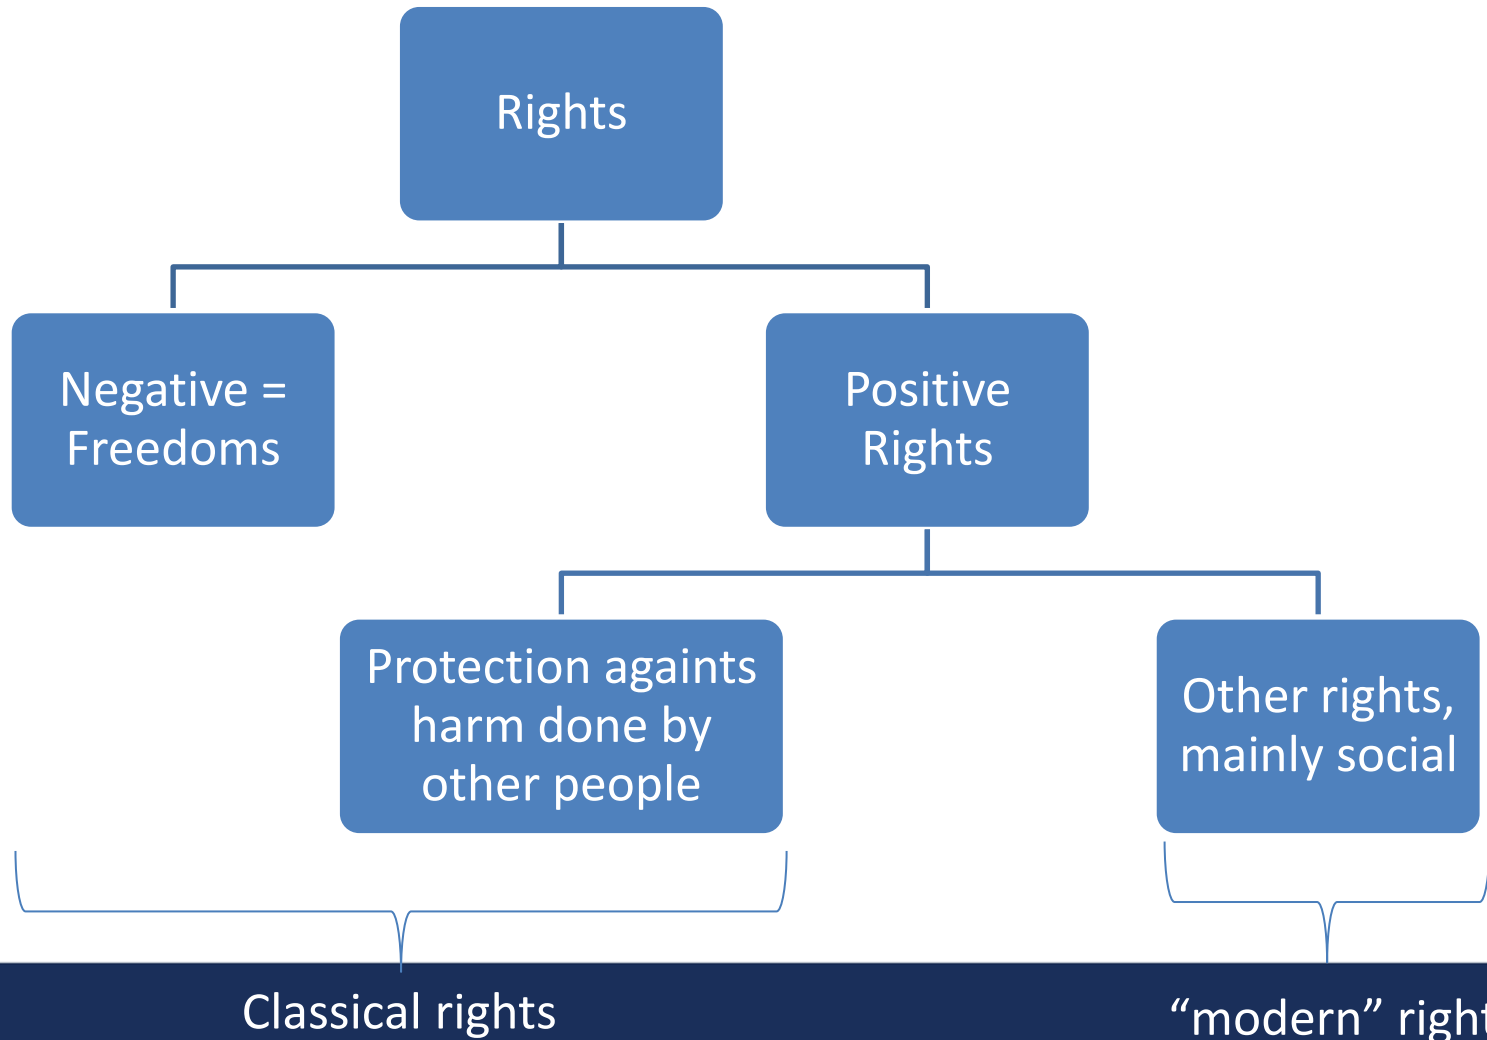 Rights
Negative =
Freedoms
Positive
Rights
Protection againts
harm done by
other people
Other rights,
mainly social
Classical rights
“modern” right